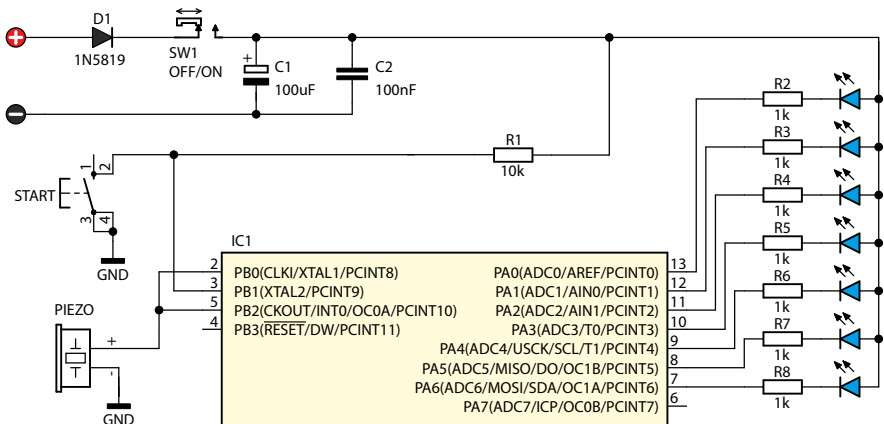 D1
1N5819
SW1
OFF/ON
+
C1
100uF
C2
100nF
R1
10k
1
2
START
3
4
GND
PIEZO
+
-
GND
IC1
2
PB0(CLKI/XTAL1/PCINT8)
3
PB1(XTAL2/PCINT9)
5
PB2(CKOUT/INT0/OC0A/PCINT10)
4
PB3(RESET/DW/PCINT11)
PA0(ADC0/AREF/PCINT0)
13
PA1(ADC1/AIN0/PCINT1)
12
PA2(ADC2/AIN1/PCINT2)
11
PA3(ADC3/T0/PCINT3)
10
PA4(ADC4/USCK/SCL/T1/PCINT4)
9
PA5(ADC5/MISO/DO/OC1B/PCINT5)
8
PA6(ADC6/MOSI/SDA/OC1A/PCINT6)
7
PA7(ADC7/ICP/OC0B/PCINT7)
6
R2
1k
R3
1k
R4
1k
R5
1k
R6
1k
R7
1k
R8
1k